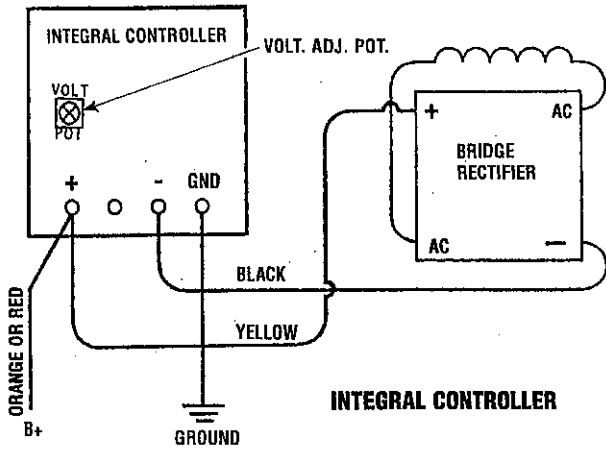 INTEGRAL CONTROLLER
VOLT. ADJ. POT.
VOLT
POT
+ - GND
+ AC
BRIDGE
RECTIFIER
AC −
BLACK
YELLOW
ORANGE OR RED
B+
GROUND
INTEGRAL CONTROLLER